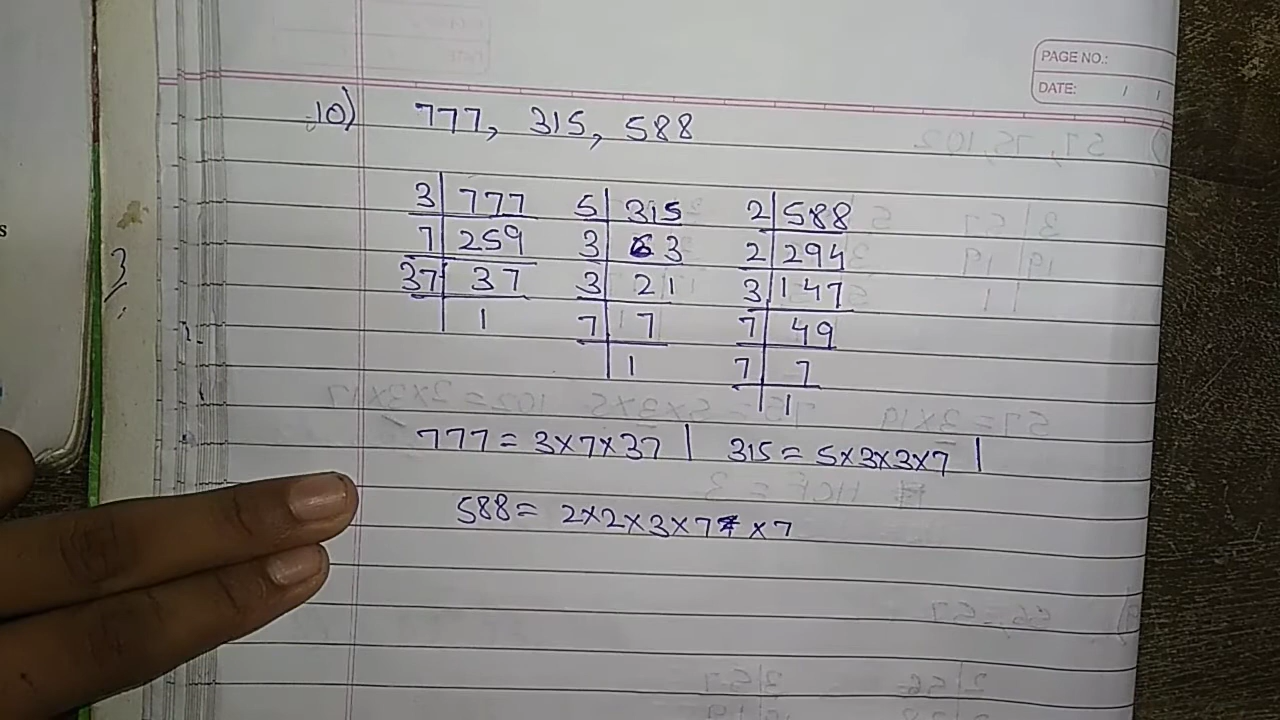 PAGE NO.:
DATE: / /
10) 777, 315, 588
3 777 5 315 2 588
7 259 3 63 2 294
37 37 3 21 3 147
1 7 7 7 49
1 7 7
1
777 = 3×7×37 | 315 = 5×3×3×7 |
588 = 2×2×3×7 ×7